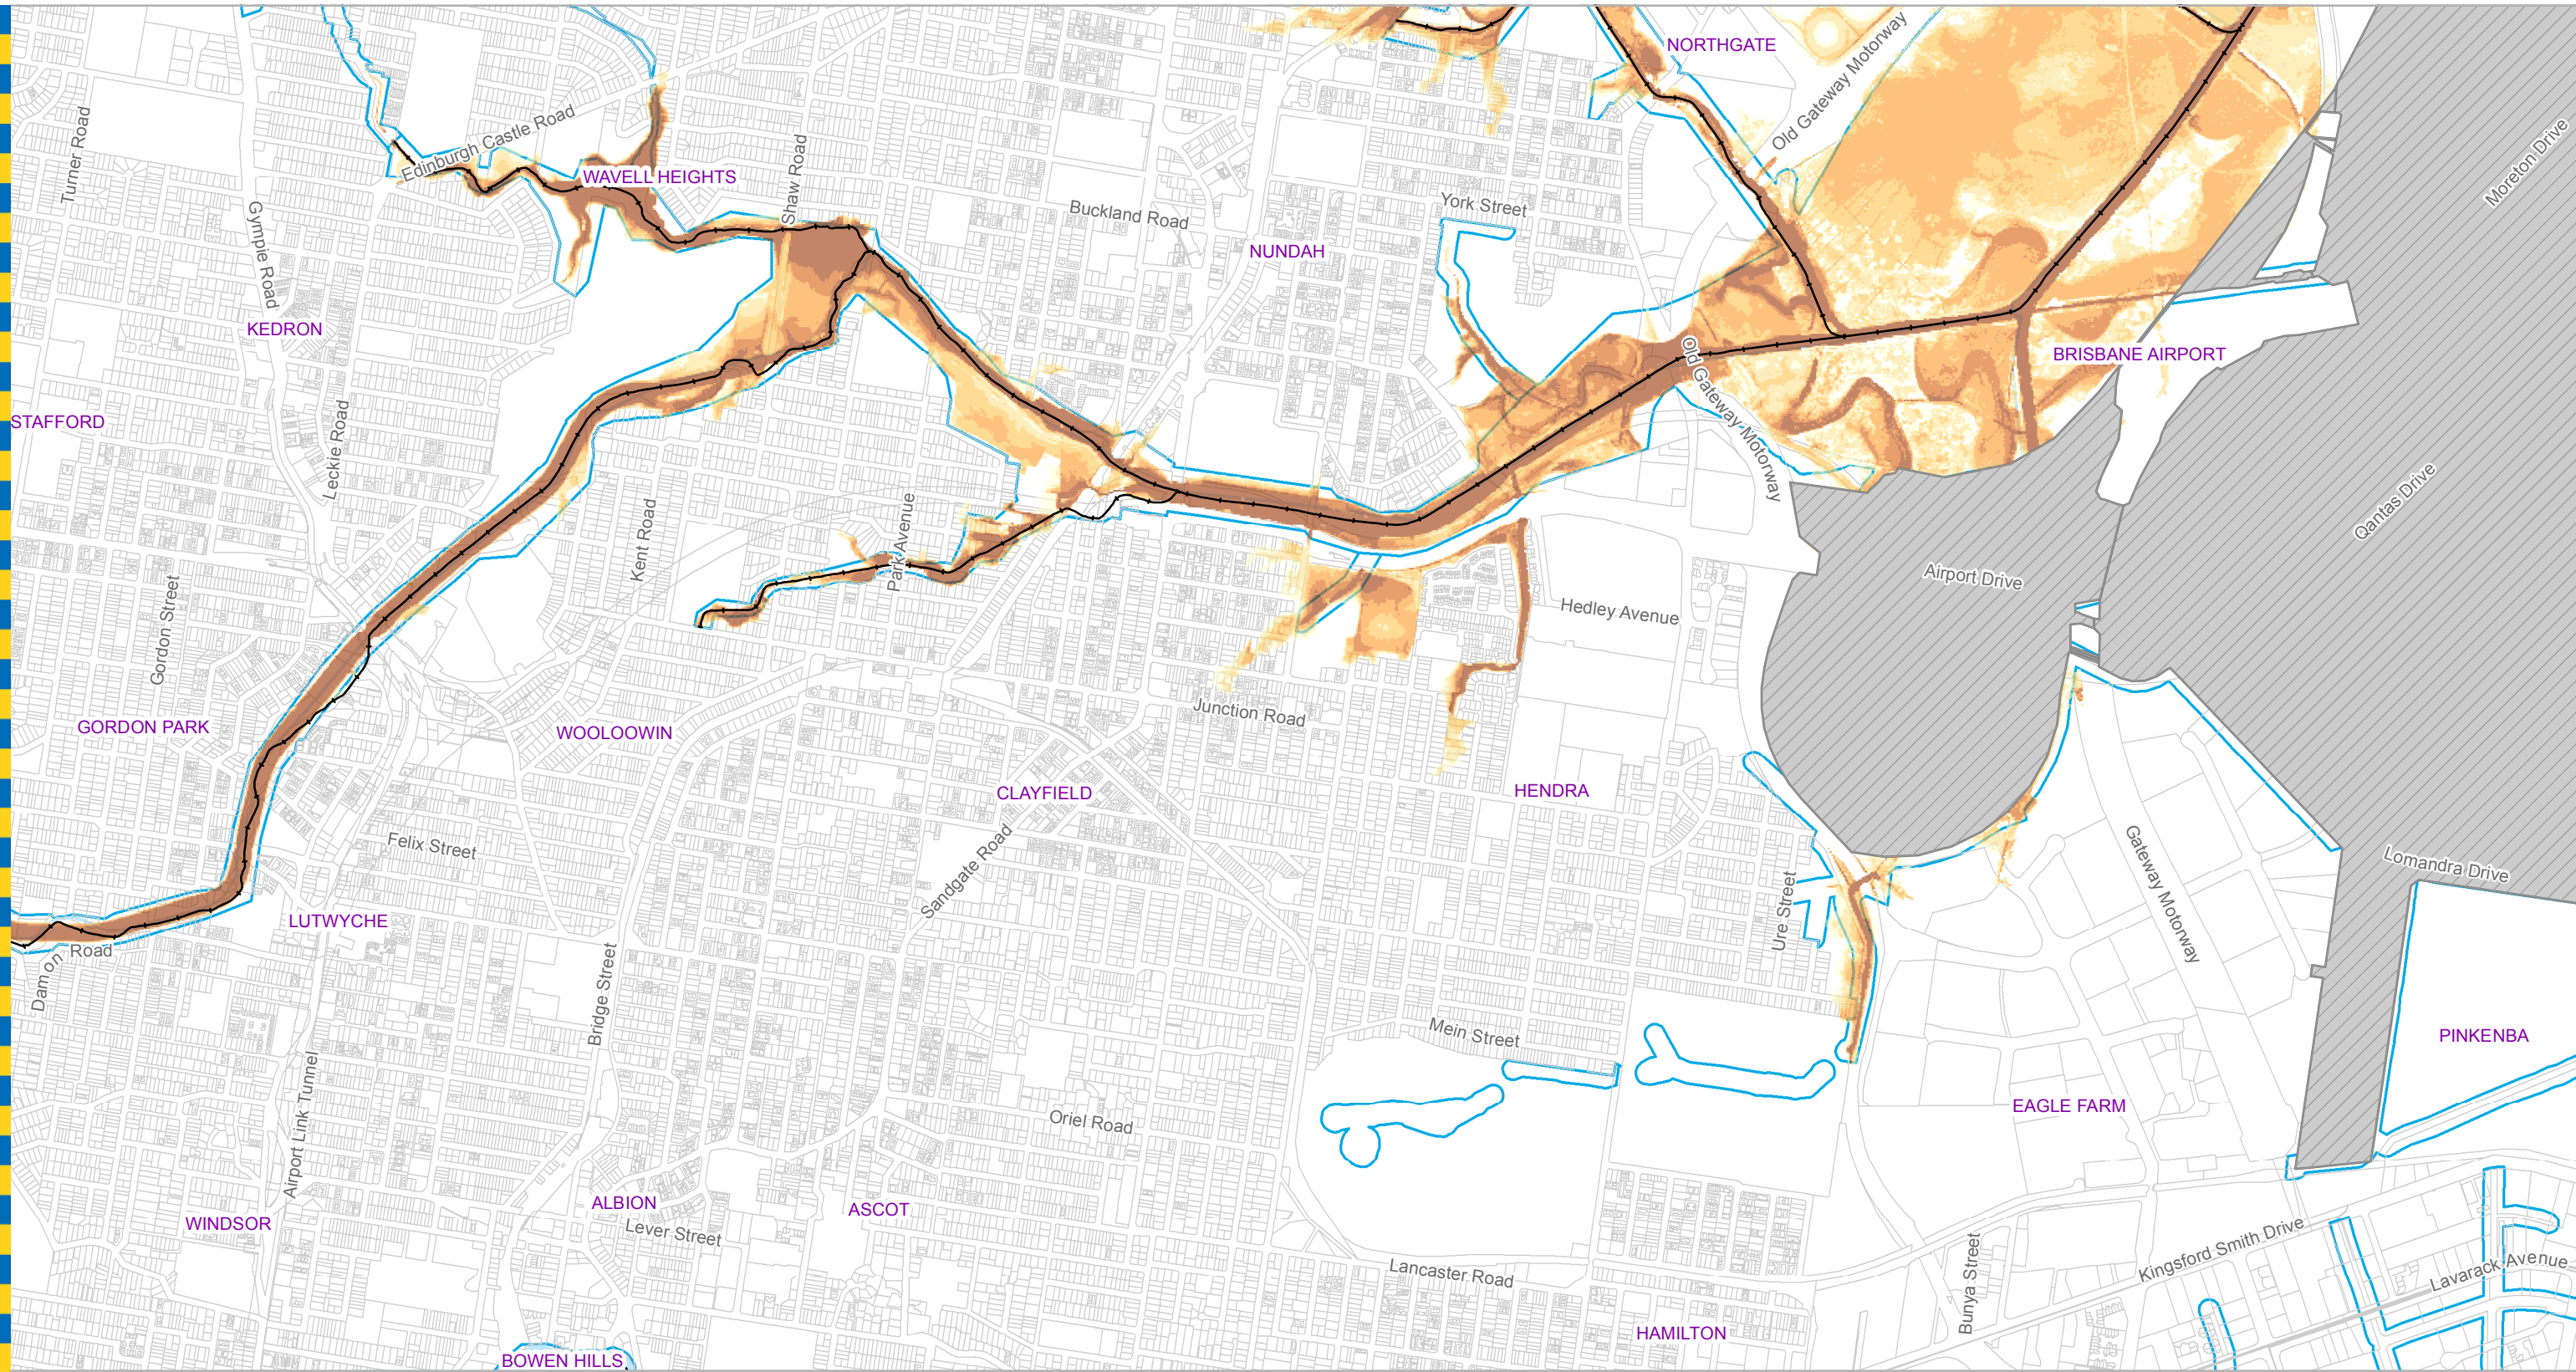 NORTHGATE
Old Gateway Motorway
Turner Road
Edinburgh Castle Road
WAVELL HEIGHTS
Shaw Road
Moreton Drive
Buckland Road
York Street
NUNDAH
Gympie Road
KEDRON
BRISBANE AIRPORT
Old Gateway Motorway
STAFFORD
Leckie Road
Kent Road
Park Avenue
Qantas Drive
Airport Drive
Hedley Avenue
Gordon Street
Junction Road
GORDON PARK
WOOLOOWIN
CLAYFIELD
HENDRA
Felix Street
Sandgate Road
Gateway Motorway
Lomandra Drive
LUTWYCHE
Ure Street
Road
Damon
Bridge Street
Mein Street
PINKENBA
EAGLE FARM
Oriel Road
Airport Link Tunnel
ALBION
ASCOT
WINDSOR
Lever Street
Lancaster Road
Bunya Street
Kingsford Smith Drive
Lavarack Avenue
HAMILTON
BOWEN HILLS